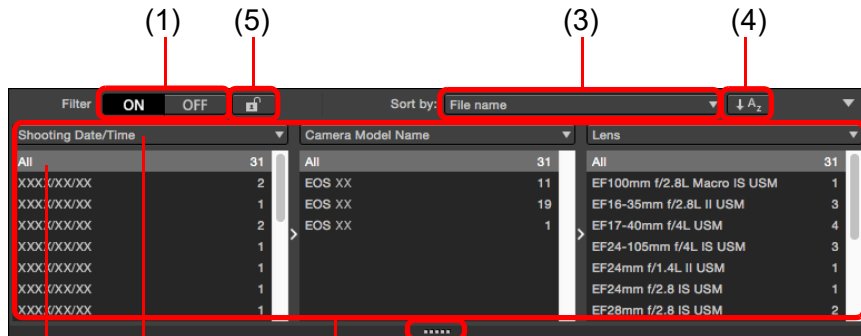 (1) (5) (3) (4)
Filter ON OFF Sort by: File name A Z
Shooting Date/Time Camera Model Name Lens
All 31 All 31 All 31
XXXX/XX/XX 2 EOS XX 11 EF100mm f/2.8L Macro IS USM 1
XXXX/XX/XX 1 EOS XX 19 EF16-35mm f/2.8L II USM 3
XXXX/XX/XX 2 EOS XX 1 EF17-40mm f/4L USM 4
XXXX/XX/XX 1 EF24-105mm f/4L IS USM 3
XXXX/XX/XX 1 EF24mm f/1.4L II USM 1
XXXX/XX/XX 1 EF24mm f/2.8 IS USM 1
XXXX/XX/XX 1 EF28mm f/2.8 IS USM 2